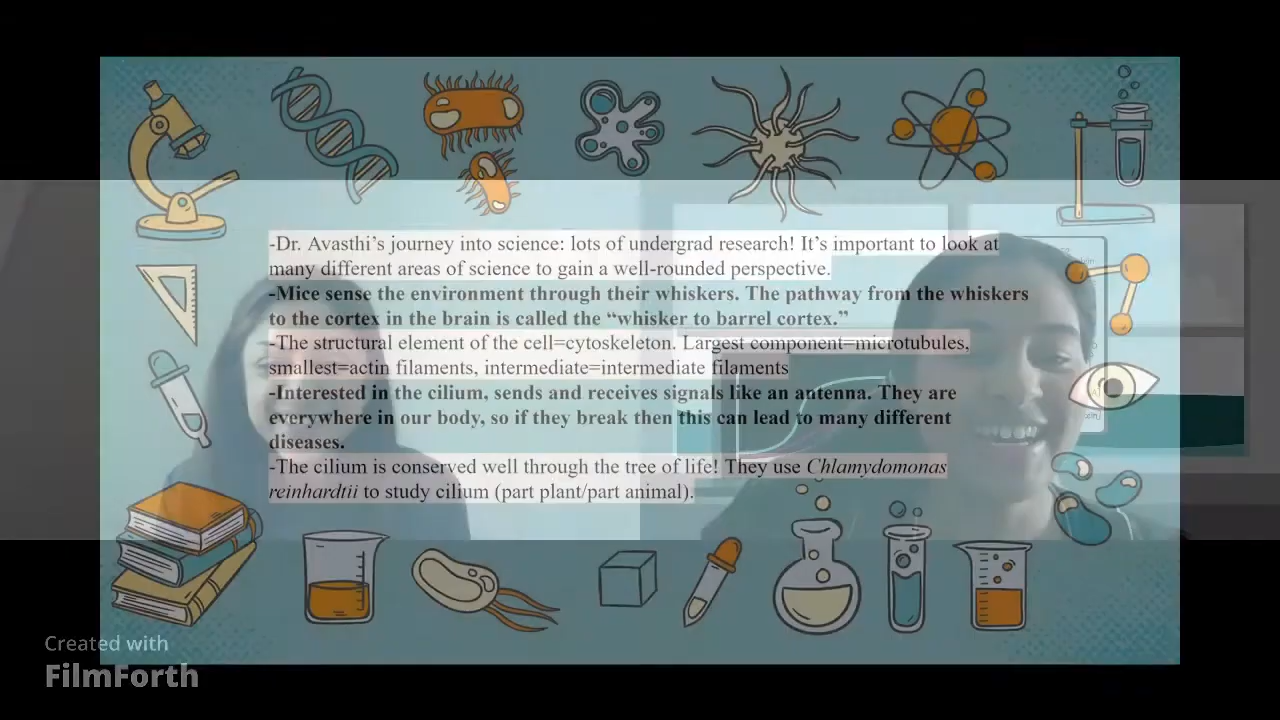 -Dr. Avasthi’s journey into science: lots of undergrad research! It’s important to look at
many different areas of science to gain a well-rounded perspective.
-Mice sense the environment through their whiskers. The pathway from the whiskers
to the cortex in the brain is called the “whisker to barrel cortex.”
-The structural element of the cell=cytoskeleton. Largest component=microtubules,
smallest=actin filaments, intermediate=intermediate filaments
-Interested in the cilium, sends and receives signals like an antenna. They are
everywhere in our body, so if they break then this can lead to many different
diseases.
-The cilium is conserved well through the tree of life! They use Chlamydomonas
reinhardtii to study cilium (part plant/part animal).
Created with
FilmForth